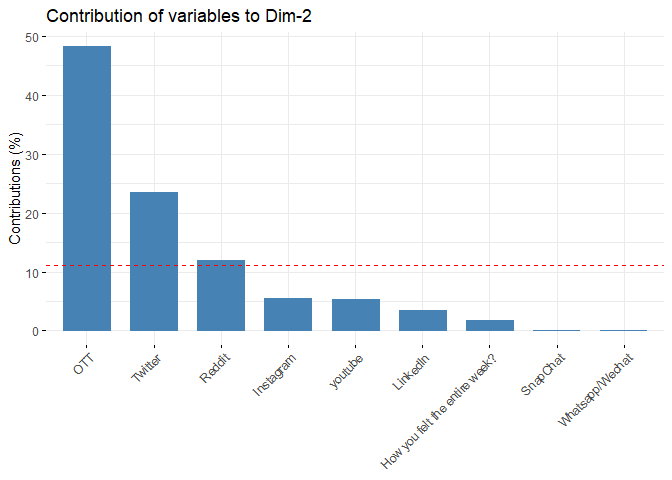 Contribution of variables to Dim-2
Contributions (%)
50
40
30
20
10
0
OTT
Twitter
Reddit
Instagram
youtube
LinkedIn
How you felt the entire week?
SnapChat
Whatsapp/Wechat